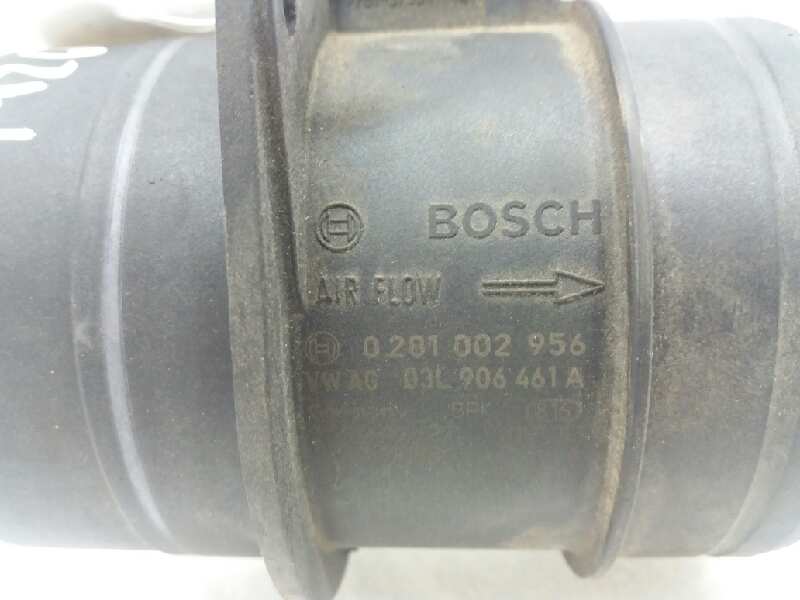 BOSCH
AIR FLOW
0 281 002 956
VW AG 03L 906 461 A